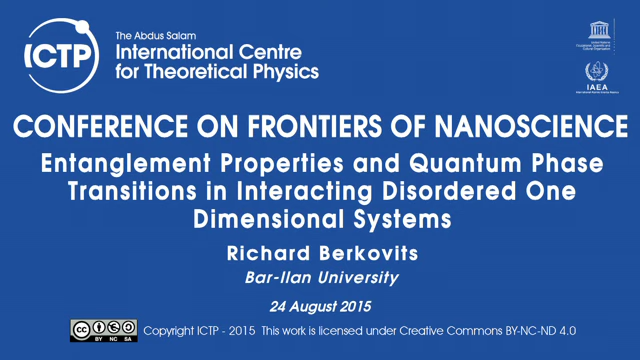 ICTP
The Abdus Salam
International Centre
for Theoretical Physics
IAEA
CONFERENCE ON FRONTIERS OF NANOSCIENCE
Entanglement Properties and Quantum Phase
Transitions in Interacting Disordered One
Dimensional Systems
Richard Berkovits
Bar-Ilan University
24 August 2015
cc
BY NC SA
Copyright ICTP - 2015 This work is licensed under Creative Commons BY-NC-ND 4.0